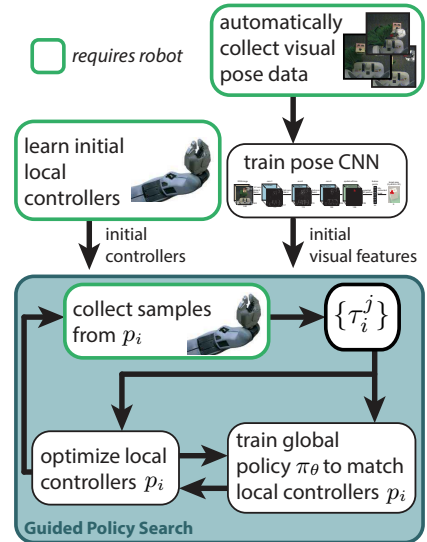 requires robot
automatically
collect visual
pose data
learn initial
local
controllers
train pose CNN
initial
controllers
initial
visual features
collect samples
from p_i
{τ_i^j}
optimize local
controllers p_i
train global
policy π_θ to match
local controllers p_i
Guided Policy Search